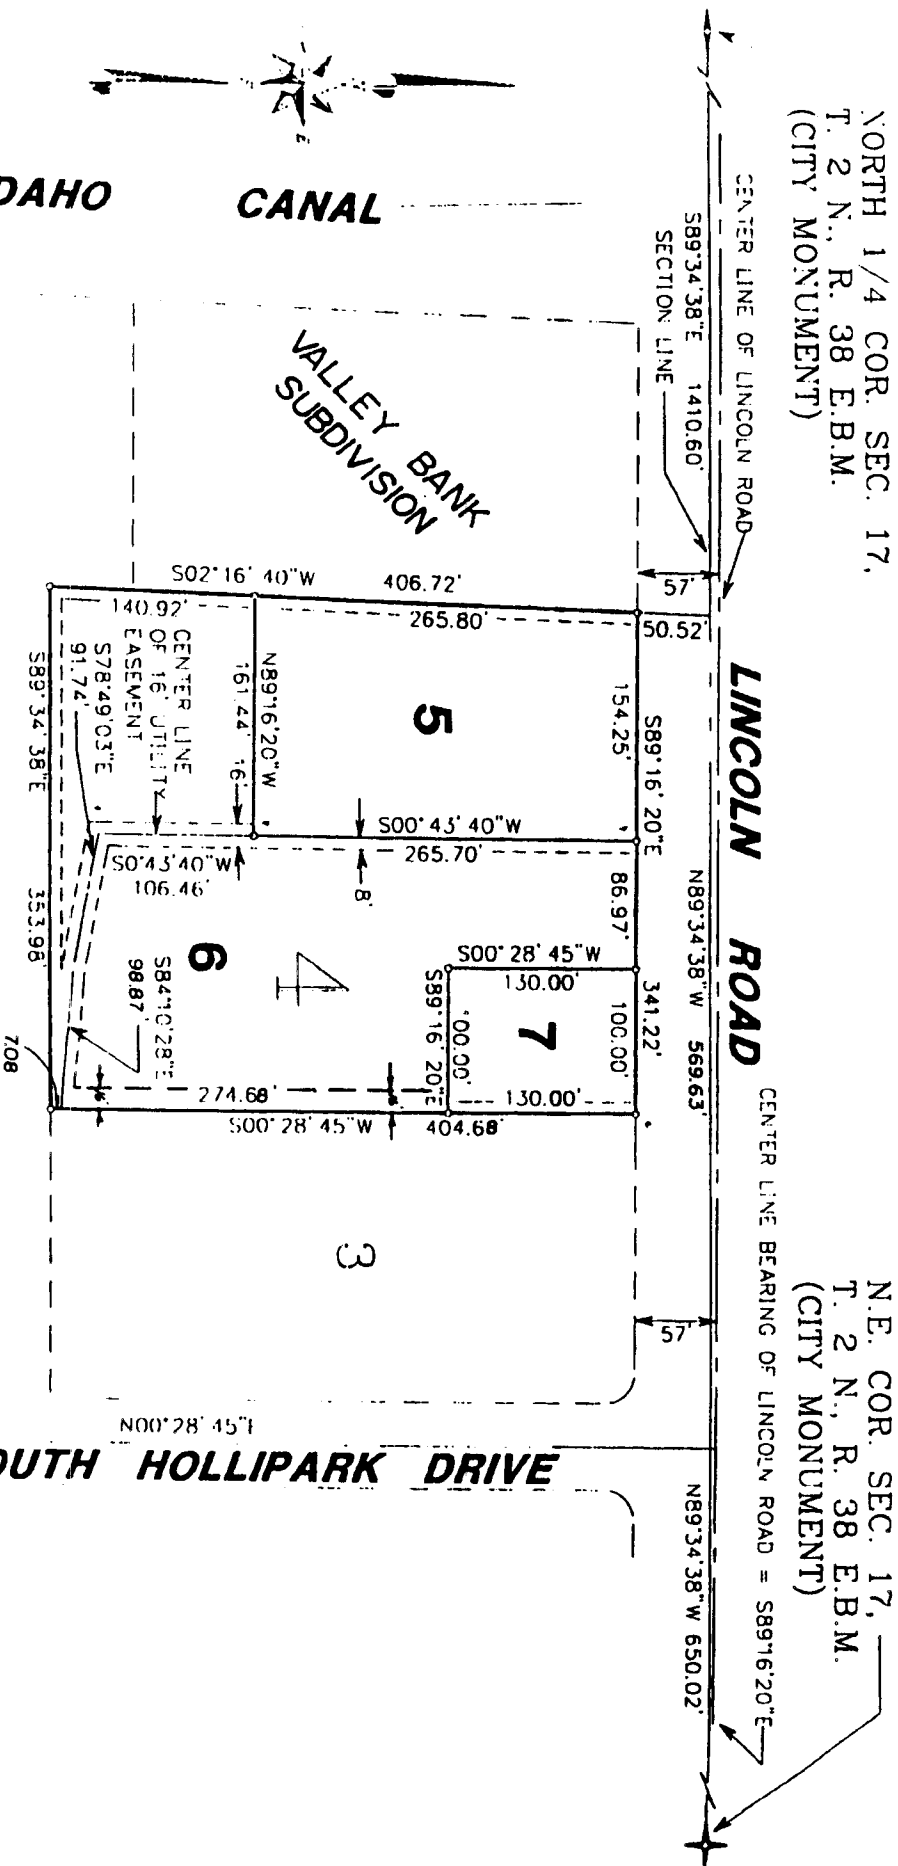 NORTH 1/4 COR. SEC. 17,
T. 2 N., R. 38 E.B.M.
(CITY MONUMENT)
N.E. COR. SEC. 17,
T. 2 N., R. 38 E.B.M.
(CITY MONUMENT)
CENTER LINE OF LINCOLN ROAD
CENTER LINE BEARING OF LINCOLN ROAD = S89°16'20"E
LINCOLN ROAD
S89°34'38"E 1410.60'
SECTION LINE
N89°34'38"W 569.63'
N89°34'38"W 650.02'
57'
50.52'
57'
S89°16'20"E 341.22'
154.25'
86.97'
100.00'
VALLEY BANK
SUBDIVISION
S02°16'40"W 406.72'
265.80'
140.92'
5
S00°43'40"W
265.70'
8'
S00°28'45"W
130.00'
7
130.00'
S89°16'20"E
100.00'
N89°16'20"W
161.44'
16'
CENTER LINE
OF 16' UTILITY
EASEMENT
S78°49'03"E
91.74'
S0°43'40"W
106.46'
6
4
S84°10'28"E
98.87'
274.68'
S00°28'45"W 404.68'
S89°34'38"E 353.98'
7.08
3
E
DAHO CANAL
N00°28'45"E
OUTH HOLLIPARK DRIVE